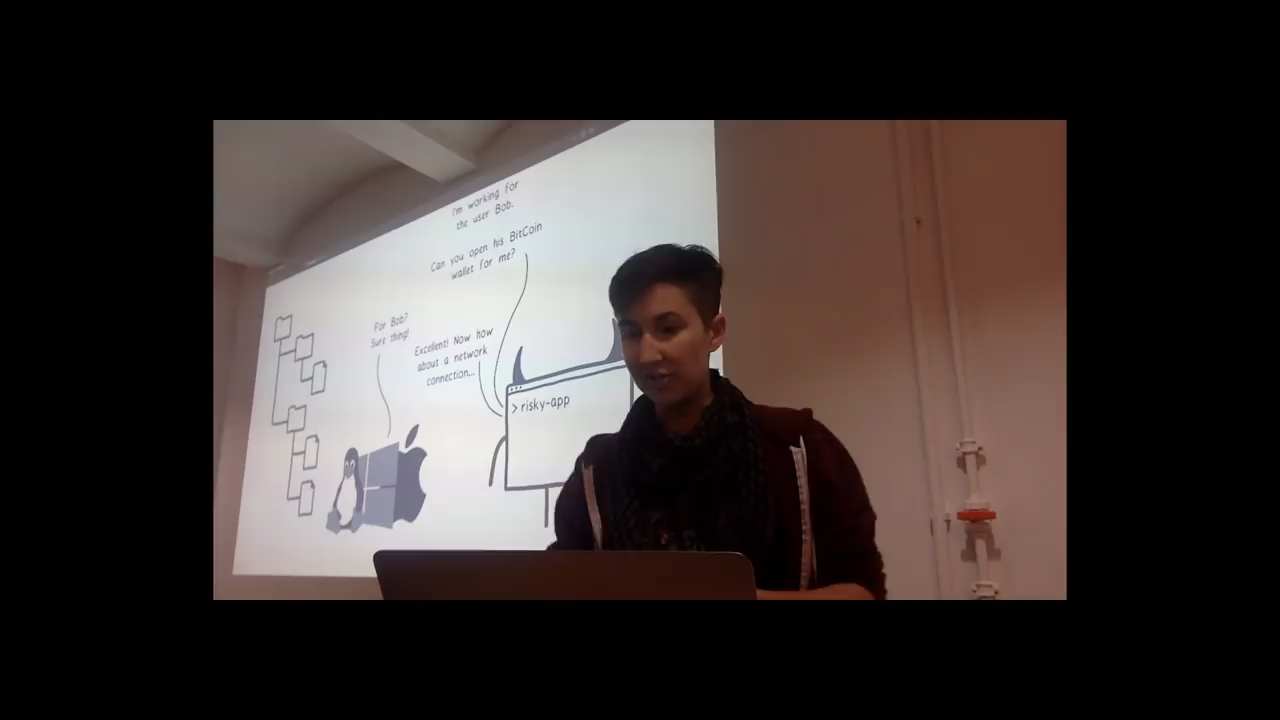 I'm working for
the user Bob.
Can you open his BitCoin
wallet for me?
For Bob?
Sure thing!
Excellent! Now how
about a network
connection...
> risky-app